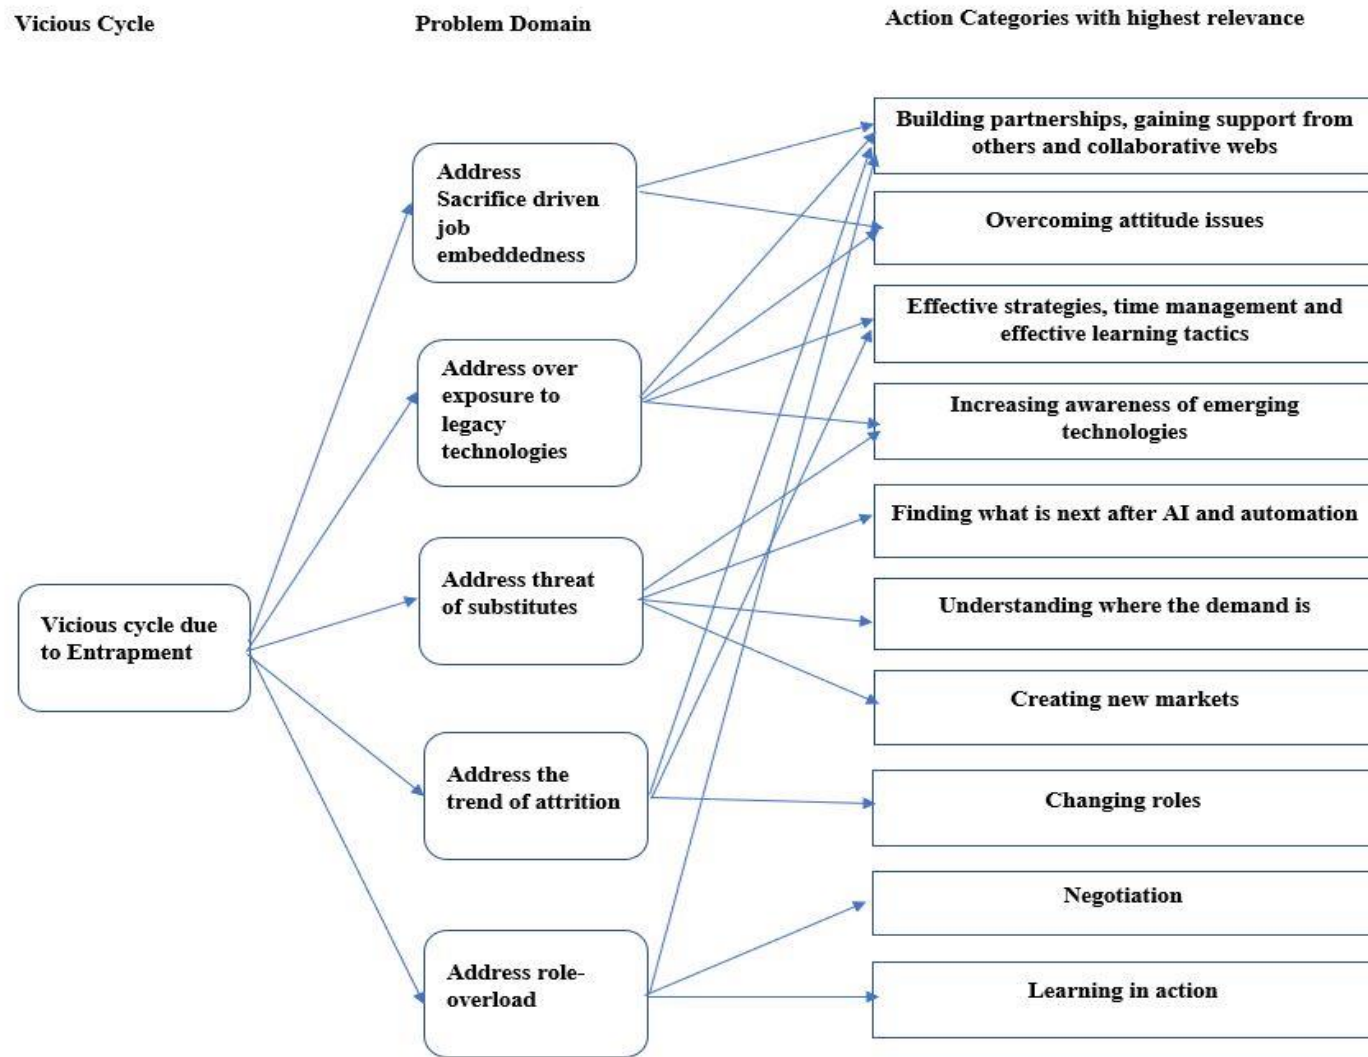 Vicious Cycle
Problem Domain
Action Categories with highest relevance
Vicious cycle due
to Entrapment
Address
Sacrifice driven
job
embeddedness
Address over
exposure to
legacy
technologies
Address threat
of substitutes
Address the
trend of attrition
Address role-
overload
Building partnerships, gaining support from
others and collaborative webs
Overcoming attitude issues
Effective strategies, time management and
effective learning tactics
Increasing awareness of emerging
technologies
Finding what is next after AI and automation
Understanding where the demand is
Creating new markets
Changing roles
Negotiation
Learning in action